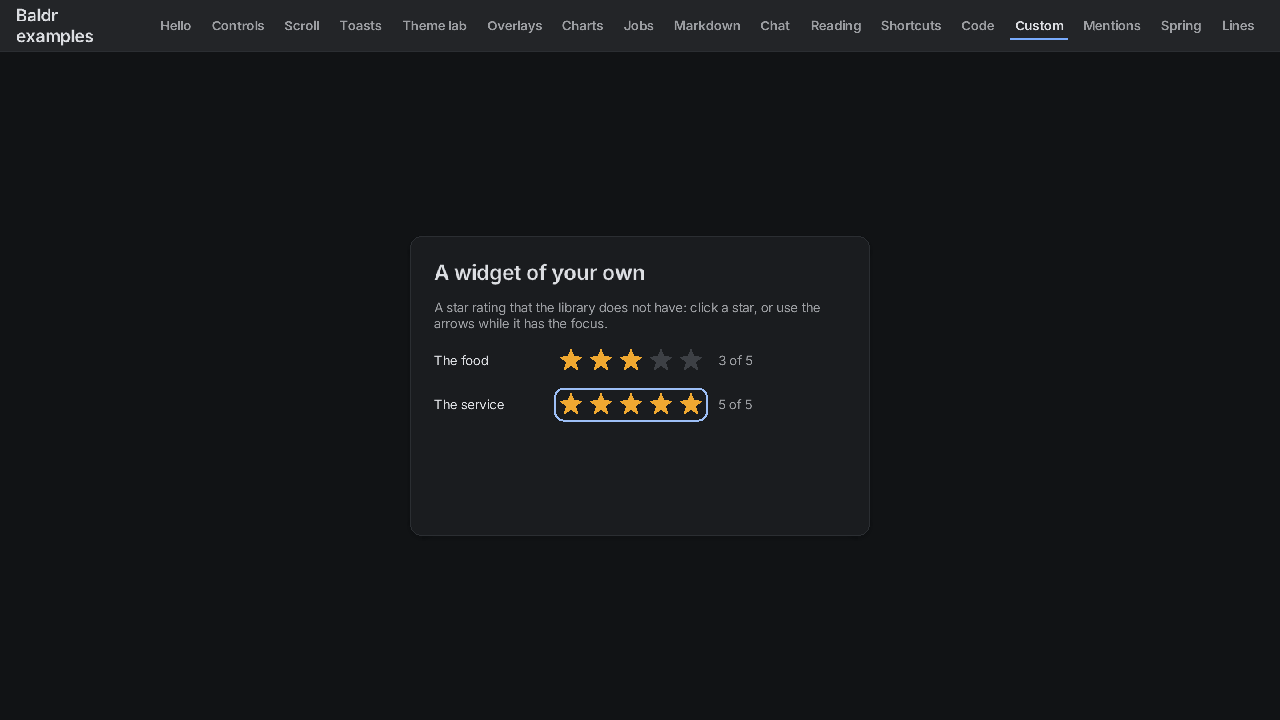 Baldr
examples
Hello Controls Scroll Toasts Theme lab Overlays Charts Jobs Markdown Chat Reading Shortcuts Code Custom Mentions Spring Lines
A widget of your own
A star rating that the library does not have: click a star, or use the
arrows while it has the focus.
The food 3 of 5
The service 5 of 5